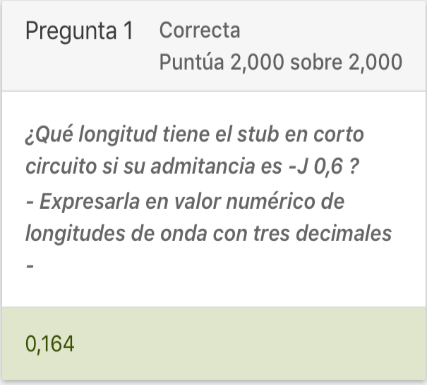 Pregunta 1
Correcta
Puntúa 2,000 sobre 2,000
¿Qué longitud tiene el stub en corto
circuito si su admitancia es -J 0,6 ?
- Expresarla en valor numérico de
longitudes de onda con tres decimales
-
0,164